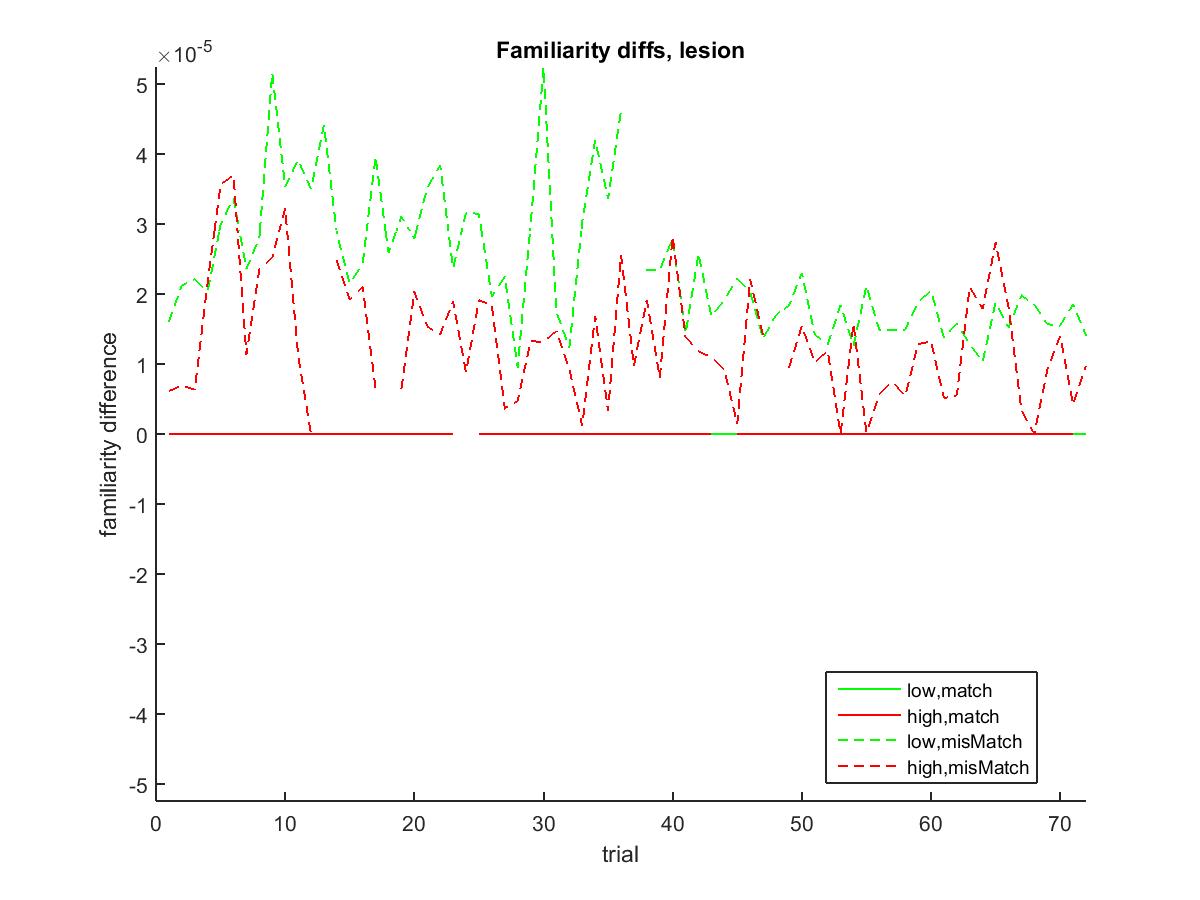 Familiarity diffs, lesion
×10-5
5
4
3
2
1
0
-1
-2
-3
-4
-5
familiarity difference
low,match
high,match
low,misMatch
high,misMatch
0 10 20 30 40 50 60 70
trial